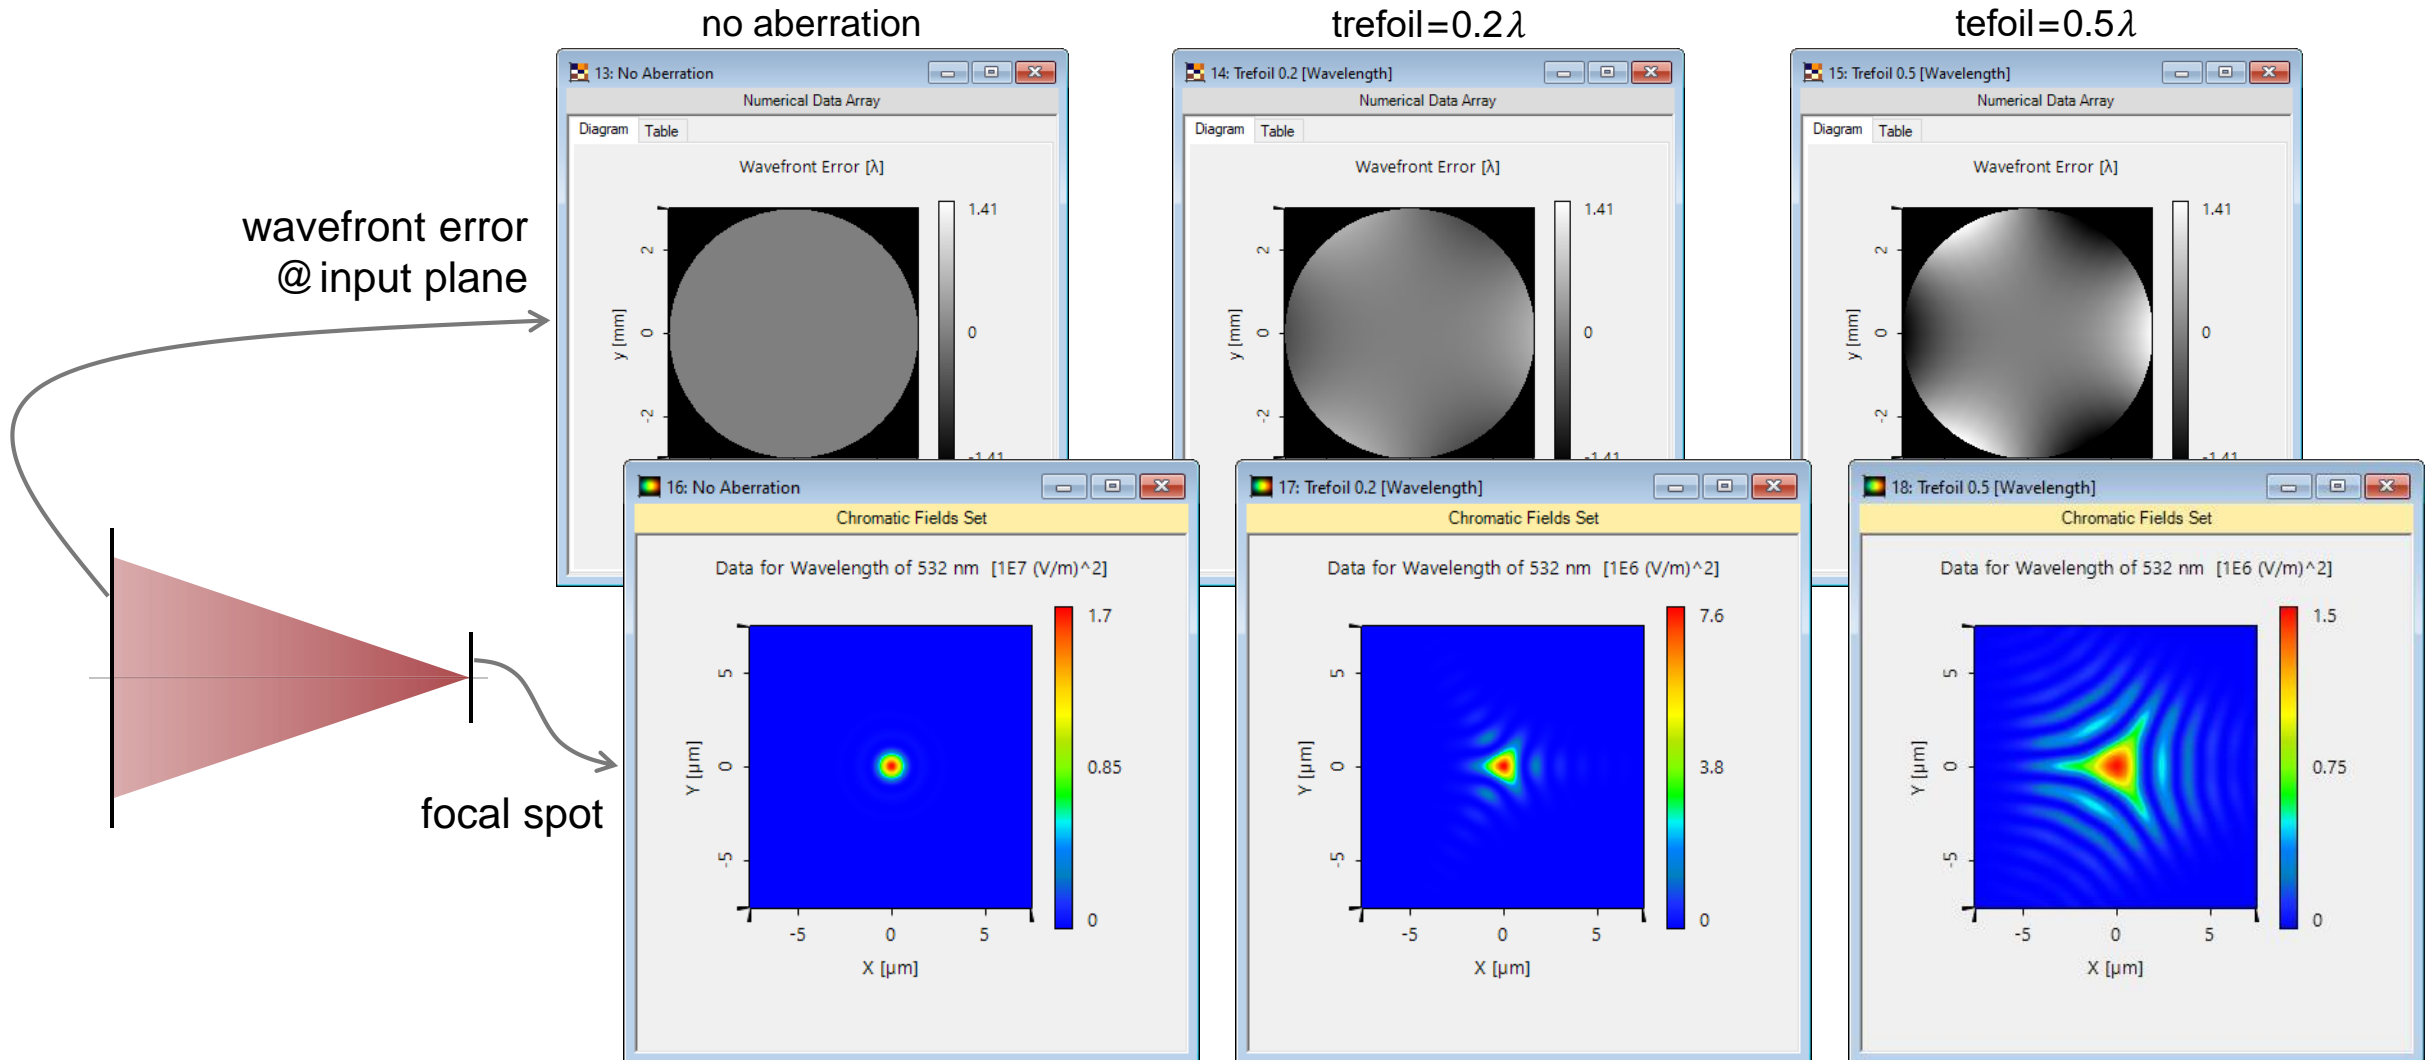 no aberration
trefoil=0.2λ
tefoil=0.5λ
13: No Aberration
Numerical Data Array
Diagram
Table
Wavefront Error [λ]
1.41
0
-1.41
y [mm]
2
0
-2
14: Trefoil 0.2 [Wavelength]
Numerical Data Array
Diagram
Table
Wavefront Error [λ]
1.41
0
-1.41
y [mm]
2
0
-2
15: Trefoil 0.5 [Wavelength]
Numerical Data Array
Diagram
Table
Wavefront Error [λ]
1.41
0
-1.41
y [mm]
2
0
-2
wavefront error
@ input plane
focal spot
16: No Aberration
Chromatic Fields Set
Data for Wavelength of 532 nm [1E7 (V/m)^2]
1.7
0.85
0
Y [µm]
5
0
-5
-5 0 5
X [µm]
17: Trefoil 0.2 [Wavelength]
Chromatic Fields Set
Data for Wavelength of 532 nm [1E6 (V/m)^2]
7.6
3.8
0
Y [µm]
5
0
-5
-5 0 5
X [µm]
18: Trefoil 0.5 [Wavelength]
Chromatic Fields Set
Data for Wavelength of 532 nm [1E6 (V/m)^2]
1.5
0.75
0
Y [µm]
5
0
-5
-5 0 5
X [µm]